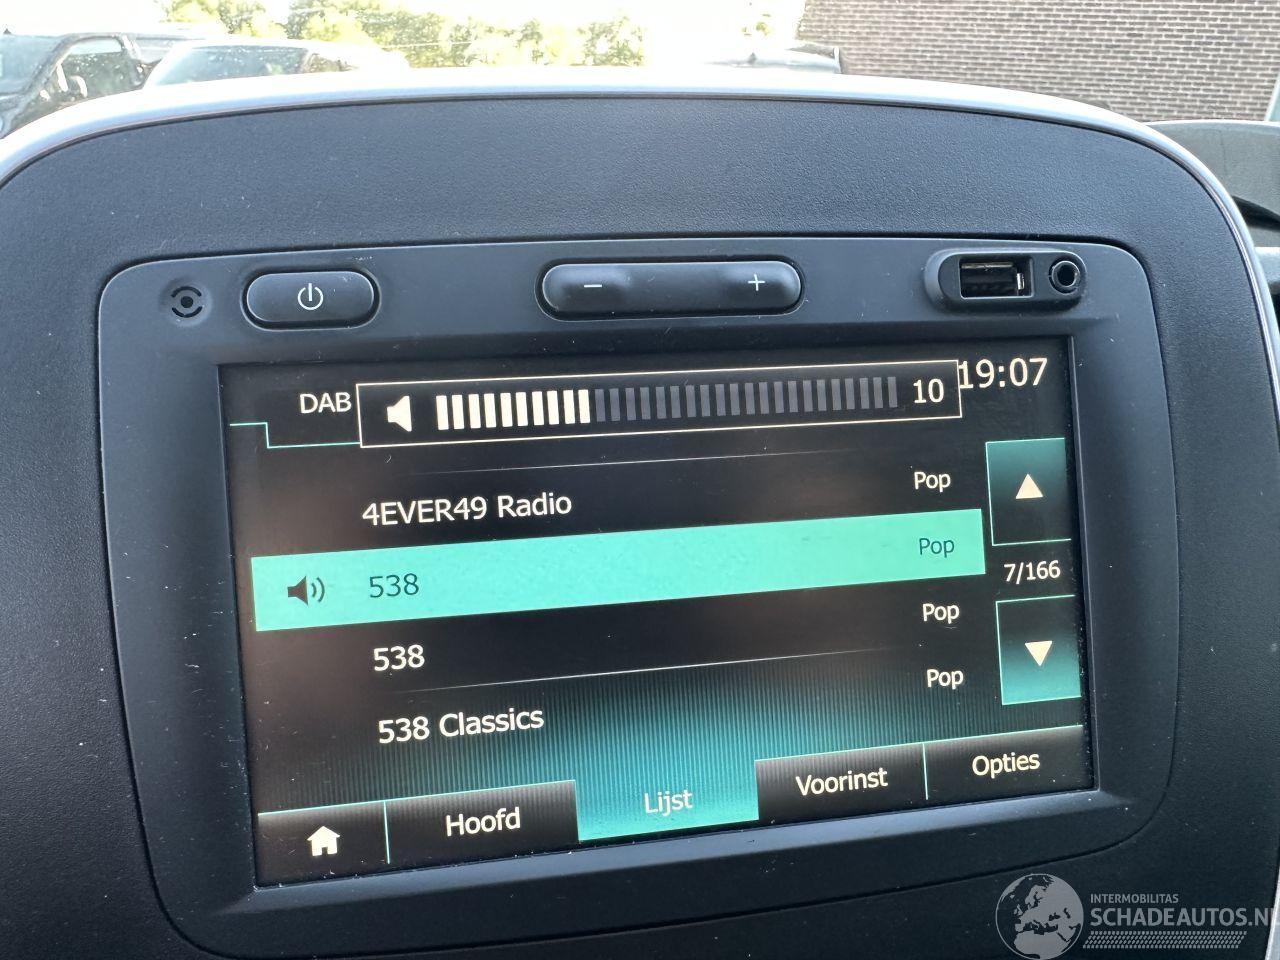 DAB
10
19:07
4EVER49 Radio
Pop
538
Pop
7/166
538
Pop
538 Classics
Pop
Hoofd
Lijst
Voorinst
Opties
INTERMOBILITAS
SCHADEAUTOS.NL